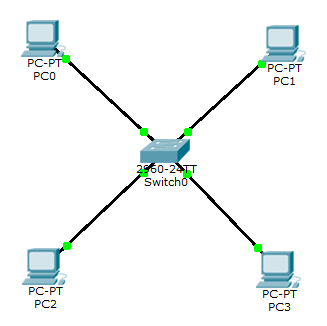 PC-PT
PC0
PC-PT
PC1
2960-24TT
Switch0
PC-PT
PC2
PC-PT
PC3